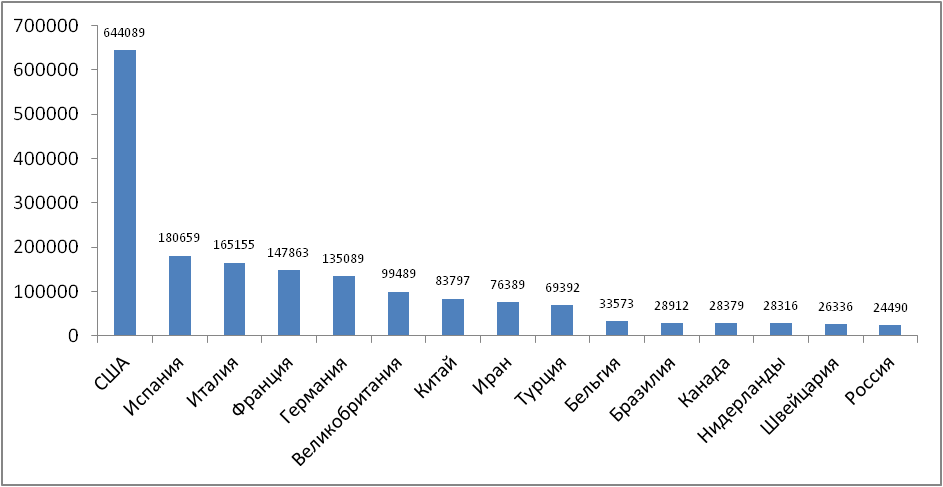 700000
600000
500000
400000
300000
200000
100000
0
644089
180659
165155
147863
135089
99489
83797
76389
69392
33573
28912
28379
28316
26336
24490
США
Испания
Италия
Франция
Германия
Великобритания
Китай
Иран
Турция
Бельгия
Бразилия
Канада
Нидерланды
Швейцария
Россия